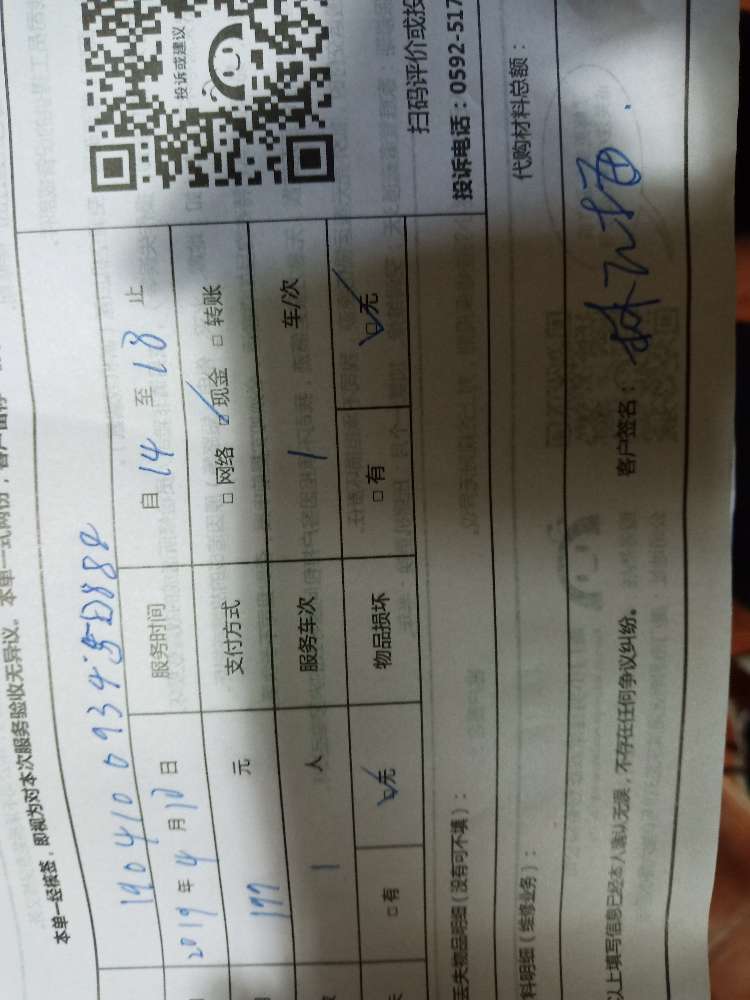 本单一经核签，即视为对本次服务验收无异议。本单一式两份，客户留存
投诉或建议
服务时间 自 14 至 18 止
2019 年 4 月 10 日
元 支付方式 □ 网络 ☑ 现金 □ 转账
1 人 服务车次 1 车/次
□ 有 ☑ 无 物品损坏 □ 有 ☑ 无
扫码评价或投
投诉电话：0592-517
丢失物品明细（没有可不填）：
料明细（维修业务）： 代购材料总额：
以上填写信息已经本人确认无误，不存在任何争议纠纷。 客户签名：